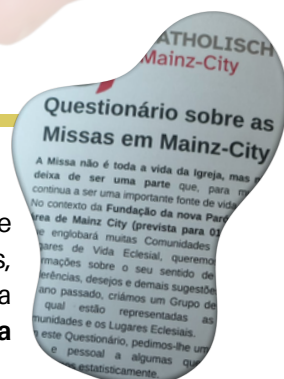 ATHOLISCH
Mainz-City
Questionário sobre as
Missas em Mainz-City
A Missa não é toda a vida da Igreja, mas n
deixa de ser uma parte que, para m
continua a ser uma importante fonte de vida
No contexto da Fundação da nova Par
área de Mainz City (prevista para 01
e englobará muitas Comunidades
gares de Vida Eclesial, queremo
rmações sobre o seu sentido de
erências, desejos e demais sugestõe
ano passado, criámos um Grupo de
qual estão representadas as
munidades e os Lugares Eclesiais.
este Questionário, pedimos-lhe um
e pessoal a algumas que
s estatisticamente.
e
s,
a
a